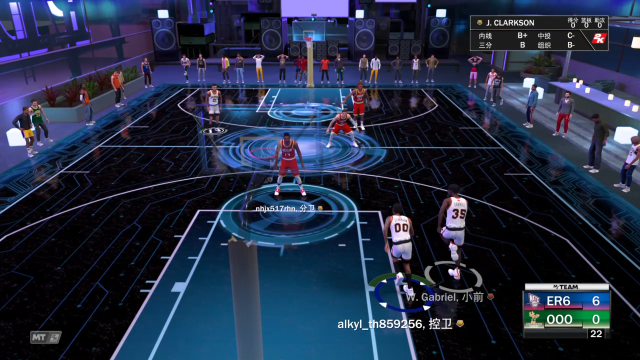 J. CLARKSON
得分 篮板 助攻
0 0 0
内线 B+ 中投 C-
三分 B 组织 B-
2K
nhjx517rhn, 分卫
00
35
W. Gabriel, 小前
alkyl_th859256, 控卫
MTEAM
ER6 6
000 0
22
MT